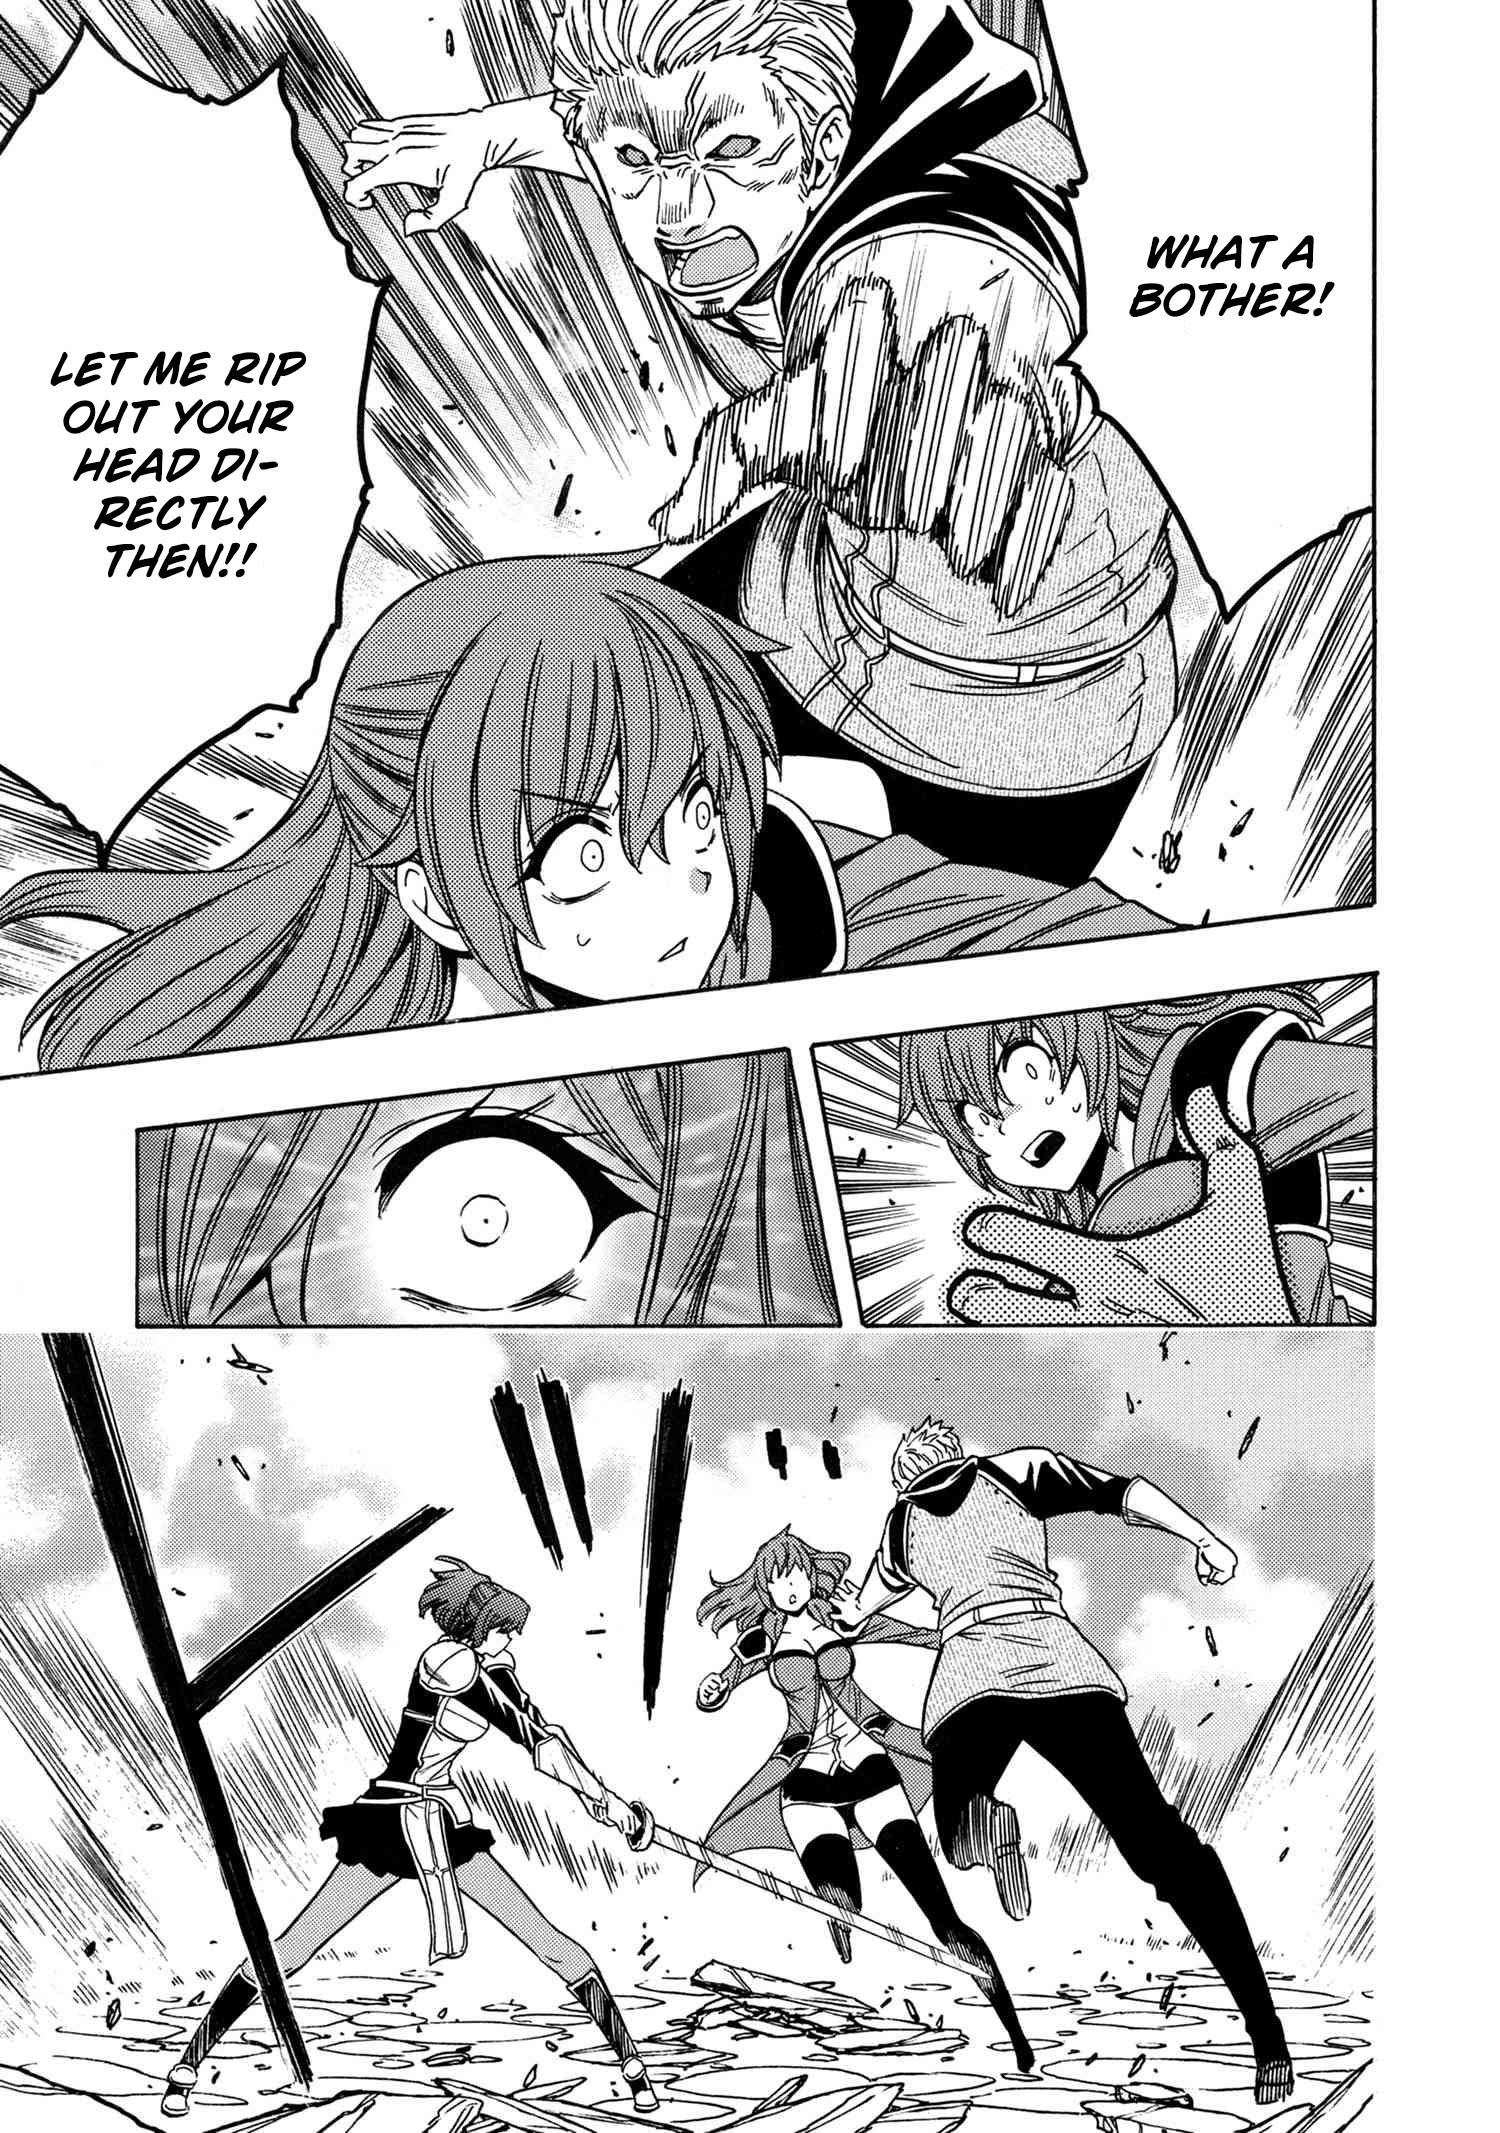 WHAT A
BOTHER!
LET ME RIP
OUT YOUR
HEAD DI-
RECTLY
THEN!!